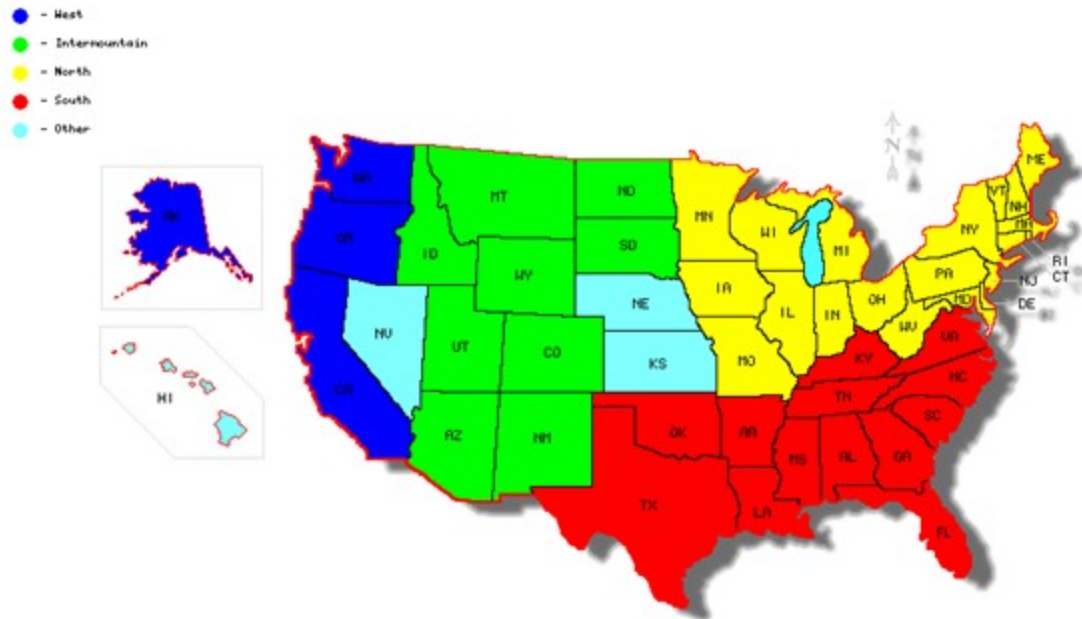 - West
- Intermountain
- North
- South
- Other
N N
ME
WA
MT
ND
VT
NH
AK
MN
MA
OR
WI
NY
ID
SD
MI
RI
WY
CT
PA
NJ
IA
NE
OH
MD
DE
NV
IL
IN
WV
VA
UT
CO
MO
KS
KY
CA
HI
NC
TN
AZ
NM
OK
AR
SC
MS
AL
GA
TX
LA
FL